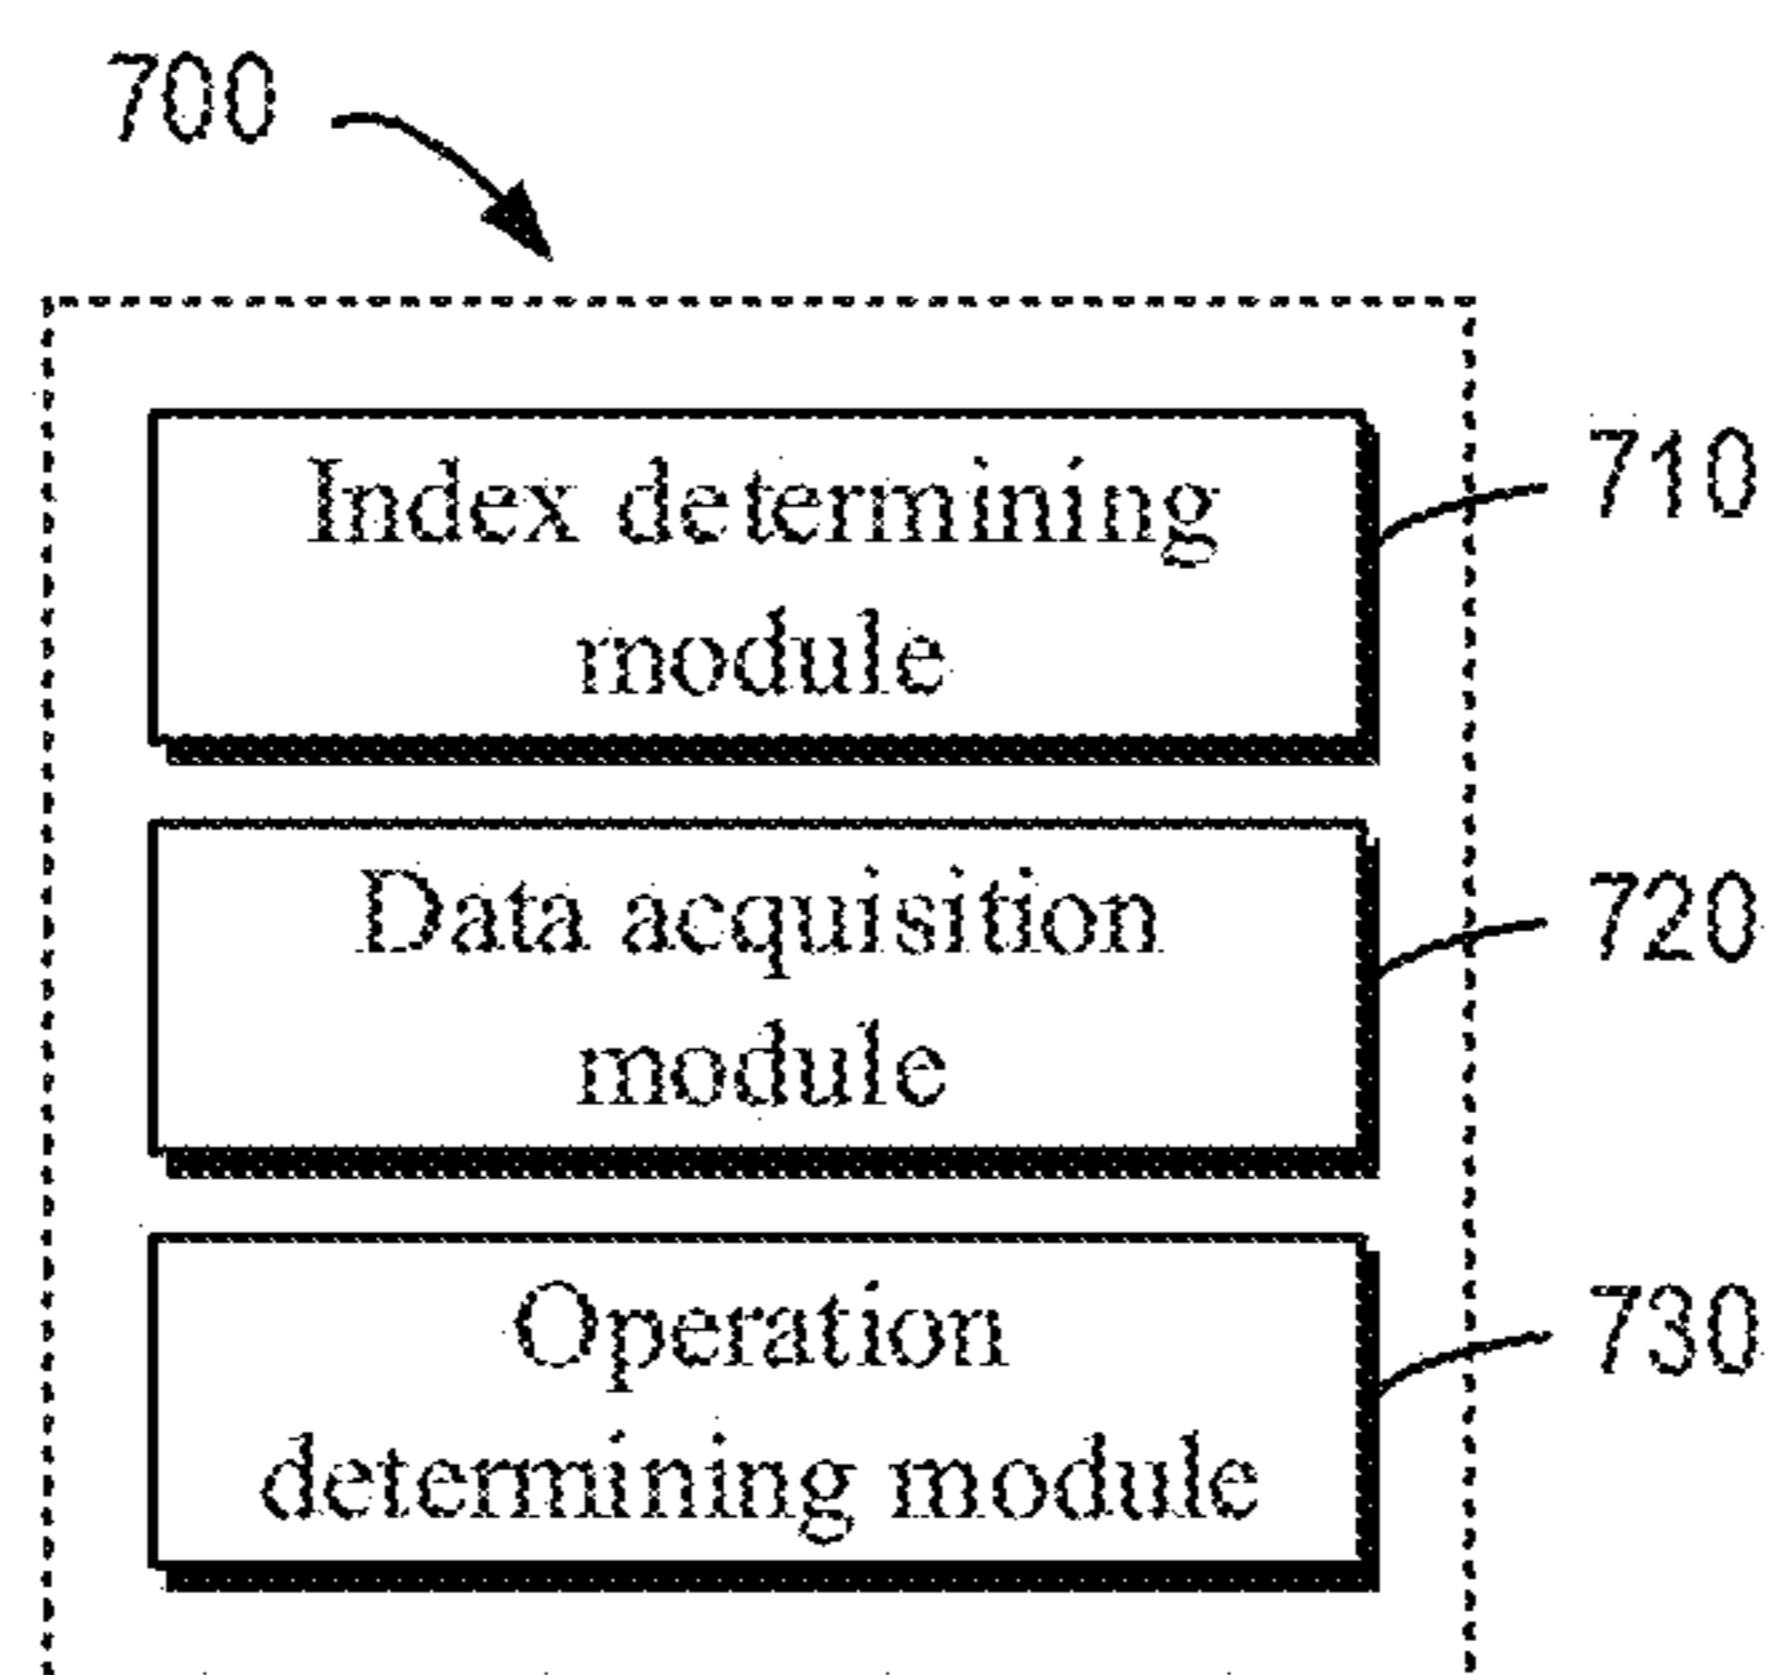 700
Index determining
module
710
Data acquisition
module
720
Operation
determining module
730